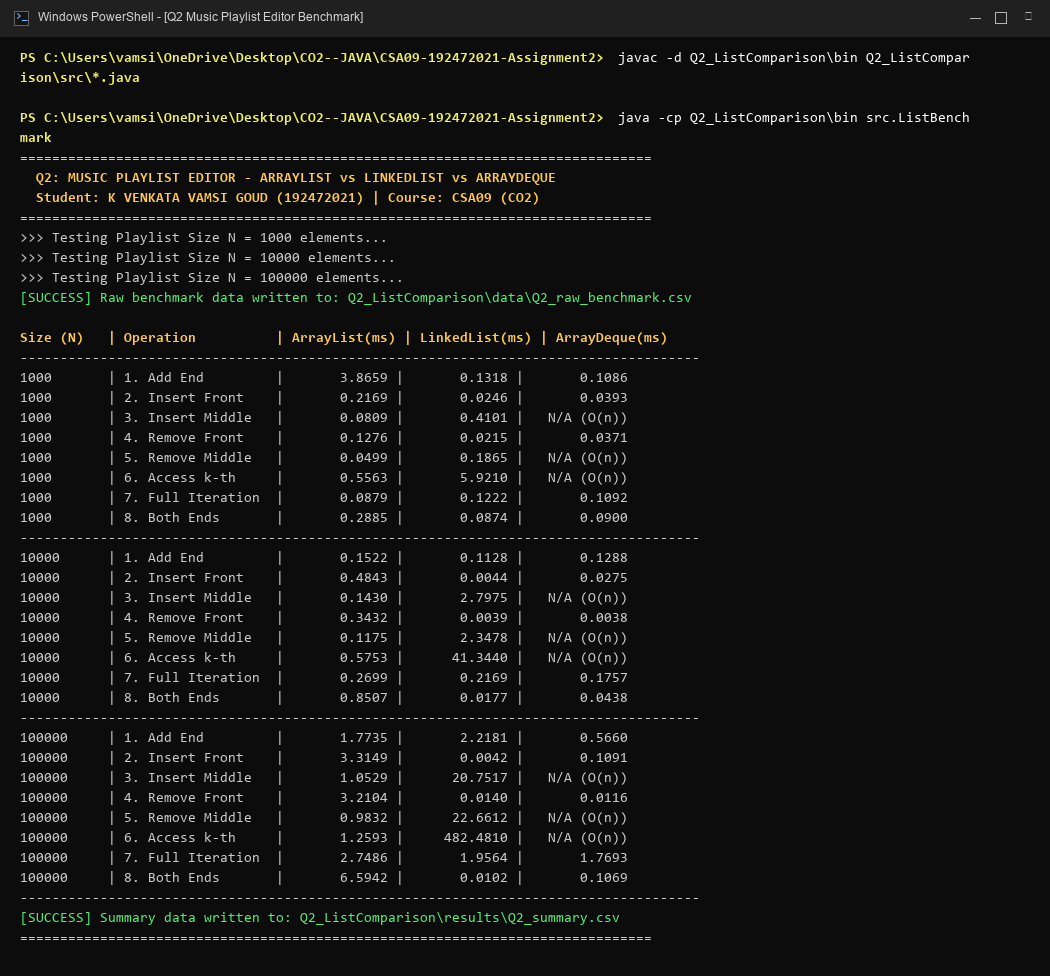 Windows PowerShell - [Q2 Music Playlist Editor Benchmark]
PS C:\Users\vamsi\OneDrive\Desktop\CO2--JAVA\CSA09-192472021-Assignment2> javac -d Q2_ListComparison\bin Q2_ListCompar
ison\src\*.java
PS C:\Users\vamsi\OneDrive\Desktop\CO2--JAVA\CSA09-192472021-Assignment2> java -cp Q2_ListComparison\bin src.ListBench
mark
===============================================================================
  Q2: MUSIC PLAYLIST EDITOR - ARRAYLIST vs LINKEDLIST vs ARRAYDEQUE
  Student: K VENKATA VAMSI GOUD (192472021) | Course: CSA09 (CO2)
===============================================================================
>>> Testing Playlist Size N = 1000 elements...
>>> Testing Playlist Size N = 10000 elements...
>>> Testing Playlist Size N = 100000 elements...
[SUCCESS] Raw benchmark data written to: Q2_ListComparison\data\Q2_raw_benchmark.csv
Size (N)   | Operation          | ArrayList(ms) | LinkedList(ms) | ArrayDeque(ms)
-------------------------------------------------------------------------------------
1000       | 1. Add End         |       3.8659 |       0.1318 |       0.1086
1000       | 2. Insert Front    |       0.2169 |       0.0246 |       0.0393
1000       | 3. Insert Middle   |       0.0809 |       0.4101 |   N/A (O(n))
1000       | 4. Remove Front    |       0.1276 |       0.0215 |       0.0371
1000       | 5. Remove Middle   |       0.0499 |       0.1865 |   N/A (O(n))
1000       | 6. Access k-th     |       0.5563 |       5.9210 |   N/A (O(n))
1000       | 7. Full Iteration  |       0.0879 |       0.1222 |       0.1092
1000       | 8. Both Ends       |       0.2885 |       0.0874 |       0.0900
-------------------------------------------------------------------------------------
10000      | 1. Add End         |       0.1522 |       0.1128 |       0.1288
10000      | 2. Insert Front    |       0.4843 |       0.0044 |       0.0275
10000      | 3. Insert Middle   |       0.1430 |       2.7975 |   N/A (O(n))
10000      | 4. Remove Front    |       0.3432 |       0.0039 |       0.0038
10000      | 5. Remove Middle   |       0.1175 |       2.3478 |   N/A (O(n))
10000      | 6. Access k-th     |       0.5753 |      41.3440 |   N/A (O(n))
10000      | 7. Full Iteration  |       0.2699 |       0.2169 |       0.1757
10000      | 8. Both Ends       |       0.8507 |       0.0177 |       0.0438
-------------------------------------------------------------------------------------
100000     | 1. Add End         |       1.7735 |       2.2181 |       0.5660
100000     | 2. Insert Front    |       3.3149 |       0.0042 |       0.1091
100000     | 3. Insert Middle   |       1.0529 |      20.7517 |   N/A (O(n))
100000     | 4. Remove Front    |       3.2104 |       0.0140 |       0.0116
100000     | 5. Remove Middle   |       0.9832 |      22.6612 |   N/A (O(n))
100000     | 6. Access k-th     |       1.2593 |     482.4810 |   N/A (O(n))
100000     | 7. Full Iteration  |       2.7486 |       1.9564 |       1.7693
100000     | 8. Both Ends       |       6.5942 |       0.0102 |       0.1069
-------------------------------------------------------------------------------------
[SUCCESS] Summary data written to: Q2_ListComparison\results\Q2_summary.csv
===============================================================================